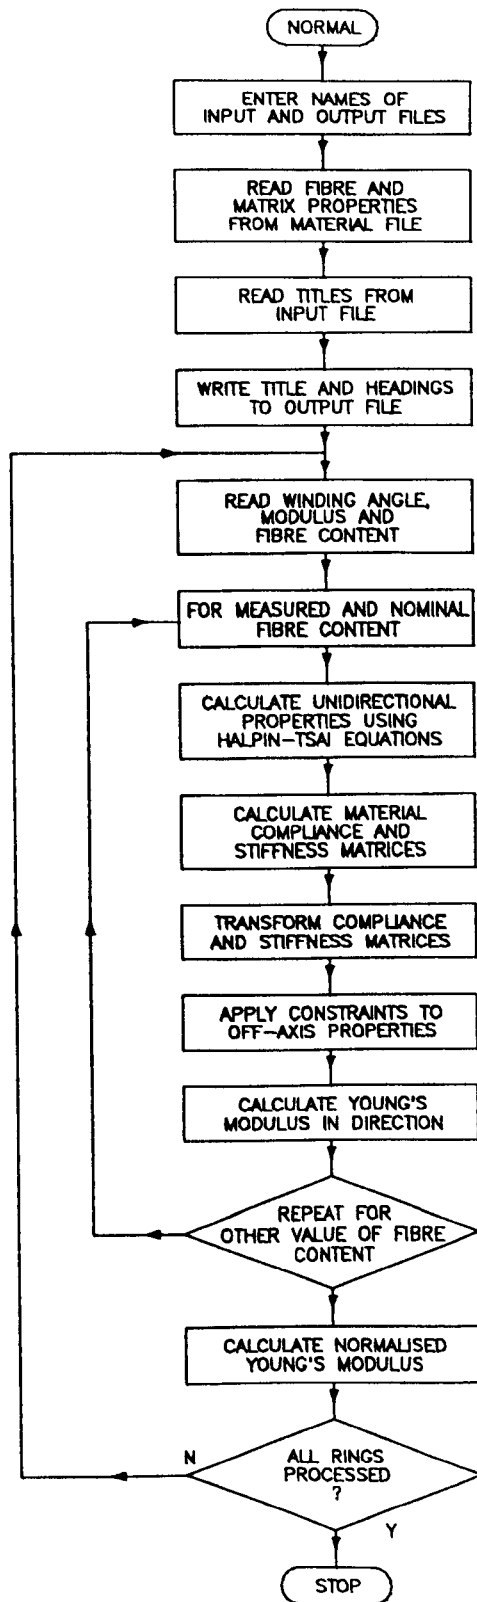 NORMAL
ENTER NAMES OF
INPUT AND OUTPUT FILES
READ FIBRE AND
MATRIX PROPERTIES
FROM MATERIAL FILE
READ TITLES FROM
INPUT FILE
WRITE TITLE AND HEADINGS
TO OUTPUT FILE
READ WINDING ANGLE,
MODULUS AND
FIBRE CONTENT
FOR MEASURED AND NOMINAL
FIBRE CONTENT
CALCULATE UNIDIRECTIONAL
PROPERTIES USING
HALPIN-TSAI EQUATIONS
CALCULATE MATERIAL
COMPLIANCE AND
STIFFNESS MATRICES
TRANSFORM COMPLIANCE
AND STIFFNESS MATRICES
APPLY CONSTRAINTS TO
OFF-AXIS PROPERTIES
CALCULATE YOUNG'S
MODULUS IN DIRECTION
REPEAT FOR
OTHER VALUE OF FIBRE
CONTENT
CALCULATE NORMALISED
YOUNG'S MODULUS
N
ALL RINGS
PROCESSED
?
Y
STOP